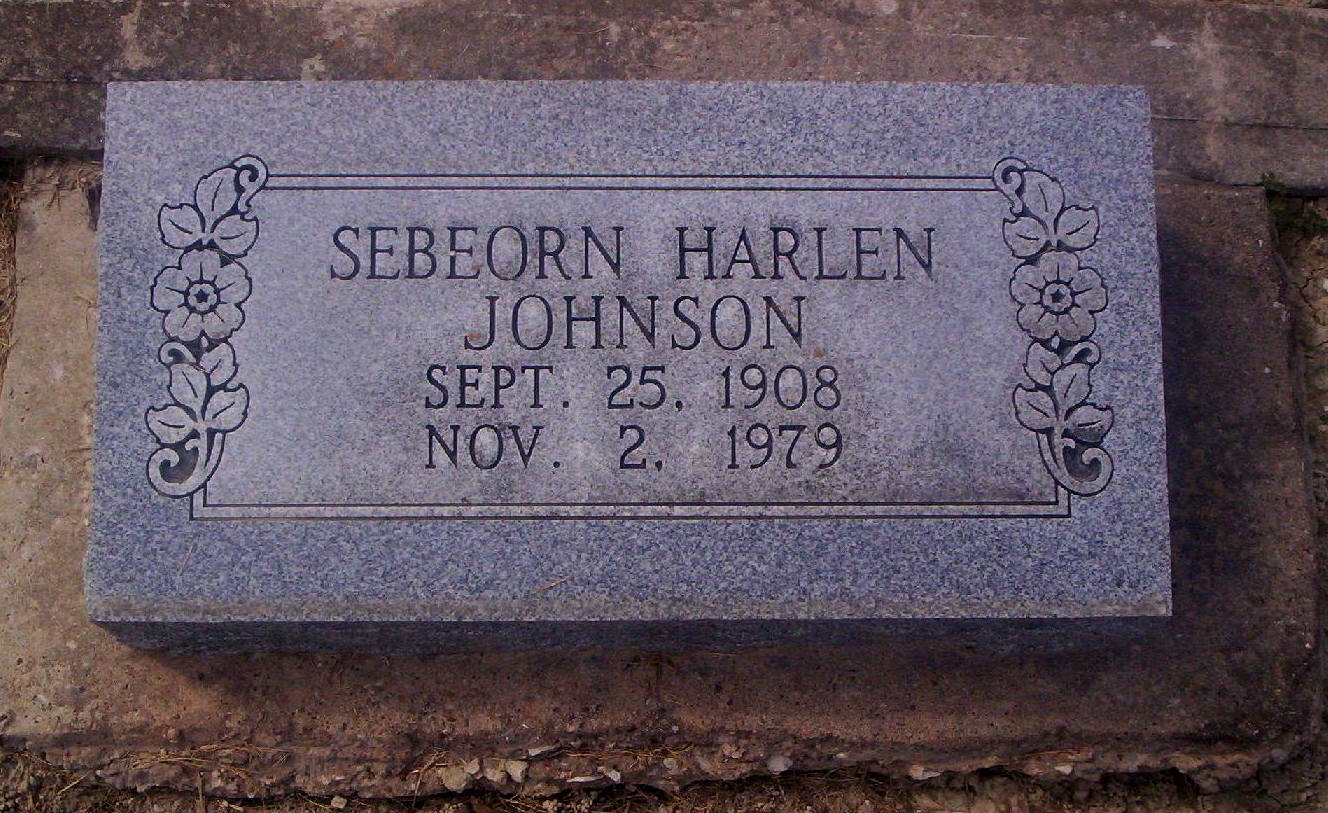 SEBEORN HARLEN
JOHNSON
SEPT. 25, 1908
NOV. 2, 1979